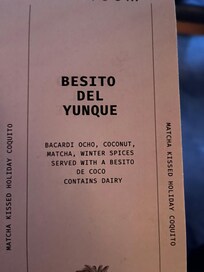 BESITO
DEL
YUNQUE
BACARDÍ OCHO, COCONUT,
MATCHA, WINTER SPICES
SERVED WITH A BESITO
DE COCO
CONTAINS DAIRY
MATCHA KISSED HOLIDAY COQUITO
MATCHA KISSED HOLIDAY COQUITO